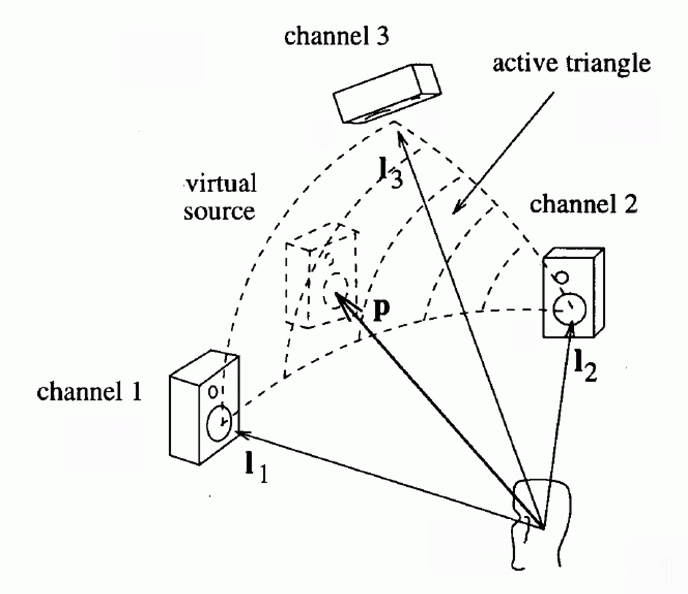 channel 3
active triangle
l3
virtual
source
channel 2
p
l2
channel 1
l1